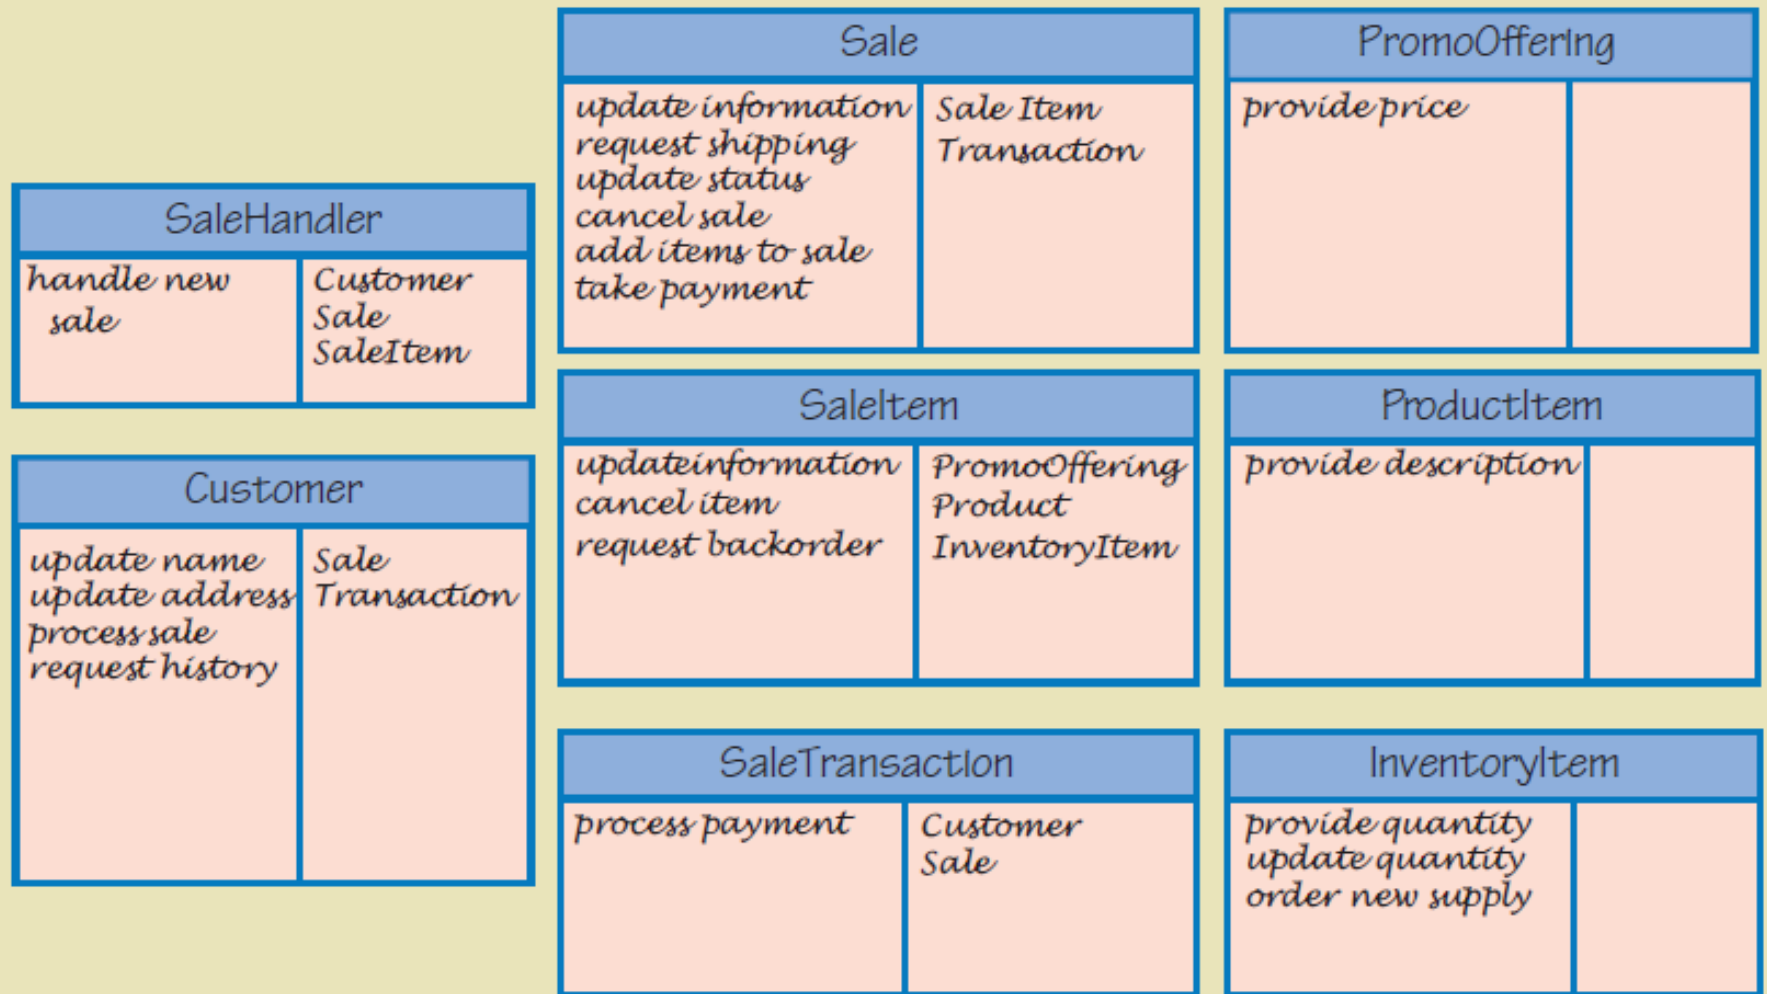 SaleHandler
handle new
sale
Customer
Sale
SaleItem
Customer
update name
update address
process sale
request history
Sale
Transaction
Sale
update information
request shipping
update status
cancel sale
add items to sale
take payment
Sale Item
Transaction
SaleItem
updateinformation
cancel item
request backorder
PromoOffering
Product
InventoryItem
SaleTransaction
process payment
Customer
Sale
PromoOffering
provide price
ProductItem
provide description
InventoryItem
provide quantity
update quantity
order new supply